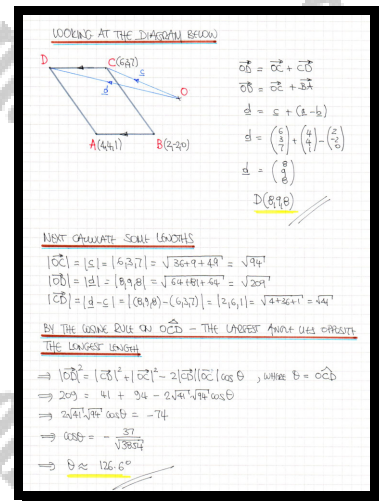 LOOKING AT THE DIAGRAM BELOW
D
C(6,3,7)
c
d
O
A(4,4,1)
B(2,-2,0)
OD = OC + CD
OD = OC + BA
d = c + (a - b)
d = (6 3 7) + (4 4 1) - (2 -2 0)
d = (8 9 8)
D(8,9,8)
NEXT CALCULATE SOME LENGTHS
|OC| = |c| = |6,3,7| = √36+9+49 = √94
|OD| = |d| = |8,9,8| = √64+81+64 = √209
|CD| = |d - c| = |(8,9,8) - (6,3,7)| = |2,6,1| = √4+36+1 = √41
BY THE COSINE RULE ON OĈD - THE LARGEST ANGLE LIES OPPOSITE
THE LONGEST LENGTH
⇒ |OD|² = |CD|² + |OC|² - 2|CD||OC|cosθ , WHERE θ = OĈD
⇒ 209 = 41 + 94 - 2√41√94 cosθ
⇒ 2√41√94 cosθ = -74
⇒ cosθ = - 37/√3854
⇒ θ ≈ 126.6°